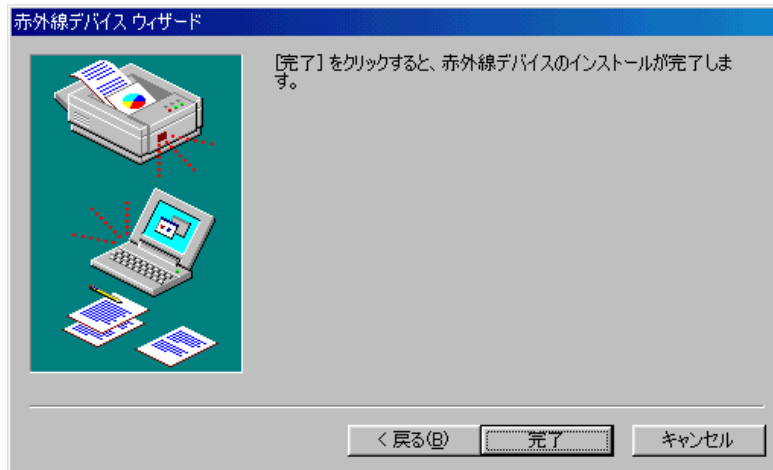 赤外線デバイス ウィザード
[完了] をクリックすると、赤外線デバイスのインストールが完了しま
す。
< 戻る(B)
完了
キャンセル